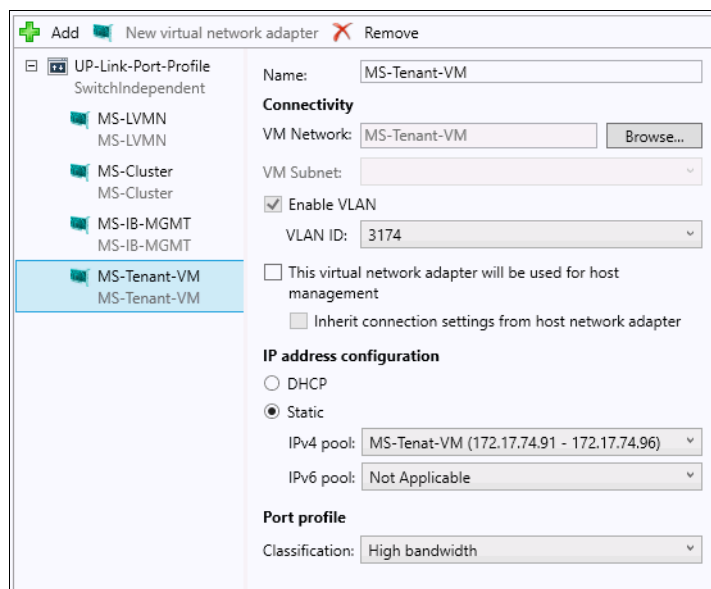 Add New virtual network adapter Remove
UP-Link-Port-Profile
SwitchIndependent
MS-LVMN
MS-LVMN
MS-Cluster
MS-Cluster
MS-IB-MGMT
MS-IB-MGMT
MS-Tenant-VM
MS-Tenant-VM
Name: MS-Tenant-VM
Connectivity
VM Network: MS-Tenant-VM Browse...
VM Subnet:
Enable VLAN
VLAN ID: 3174
This virtual network adapter will be used for host
management
Inherit connection settings from host network adapter
IP address configuration
DHCP
Static
IPv4 pool: MS-Tenat-VM (172.17.74.91 - 172.17.74.96)
IPv6 pool: Not Applicable
Port profile
Classification: High bandwidth